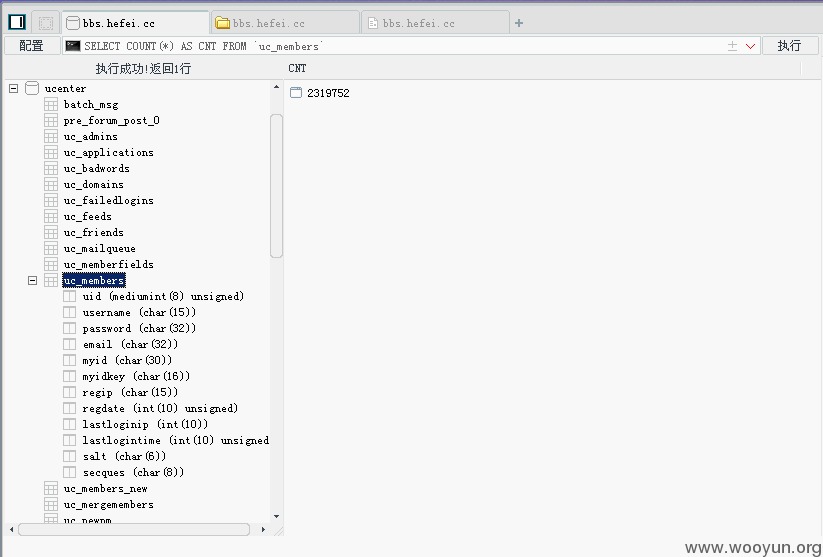 bbs.hefei.cc
bbs.hefei.cc
bbs.hefei.cc
配置
SELECT COUNT(*) AS CNT FROM `uc_members`
执行
执行成功!返回1行
CNT
2319752
ucenter
batch_msg
pre_forum_post_0
uc_admins
uc_applications
uc_badwords
uc_domains
uc_failedlogins
uc_feeds
uc_friends
uc_mailqueue
uc_memberfields
uc_members
uid (mediumint(8) unsigned)
username (char(15))
password (char(32))
email (char(32))
myid (char(30))
myidkey (char(16))
regip (char(15))
regdate (int(10) unsigned)
lastloginip (int(10))
lastlogintime (int(10) unsigned
salt (char(6))
secques (char(8))
uc_members_new
uc_mergemembers
uc_newpm
www.wooyun.org